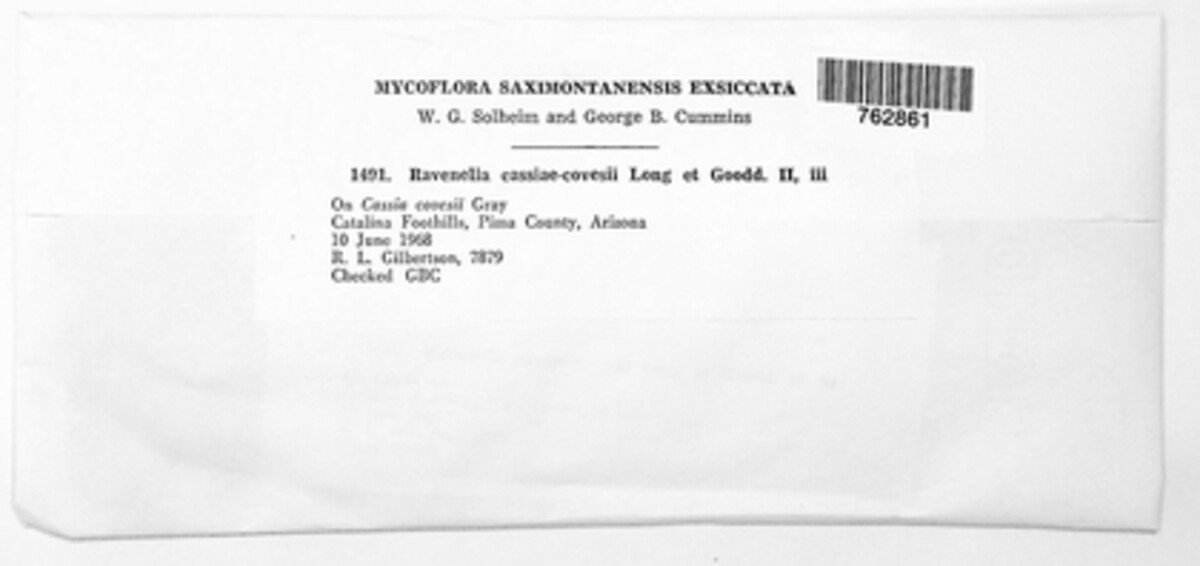 MYCOFLORA SAXIMONTANENSIS EXSICCATA
W. G. Solheim and George B. Cummins
762861
1491. Ravenelia cassiae-covesii Long et Goodd. II, iii
On Cassia covesii Gray
Catalina Foothills, Pima County, Arizona
10 June 1968
R. L. Gilbertson, 7879
Checked GBC